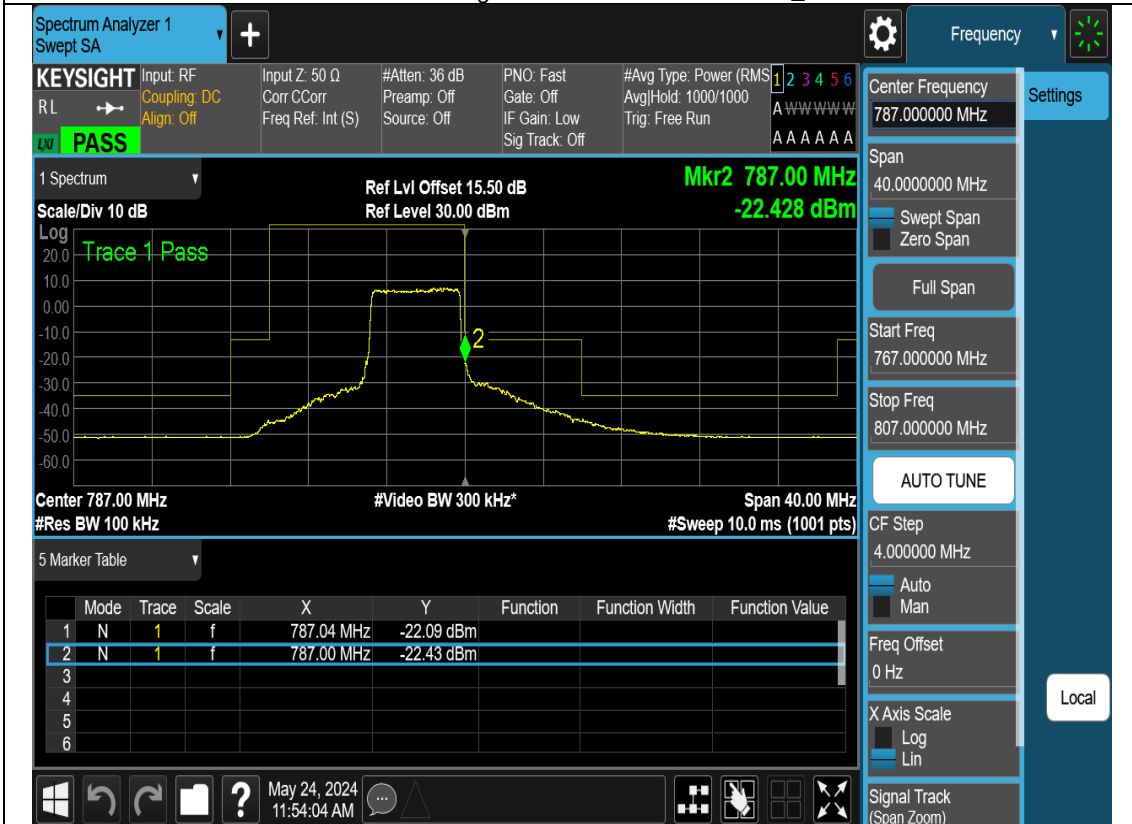 Spectrum Analyzer 1
Swept SA
+
Frequency
KEYSIGHT
RL
LXI
PASS
Input: RF
Coupling: DC
Align: Off
Input Z: 50 Ω
Corr CCorr
Freq Ref: Int (S)
#Atten: 36 dB
Preamp: Off
Source: Off
PNO: Fast
Gate: Off
IF Gain: Low
Sig Track: Off
#Avg Type: Power (RMS
Avg|Hold: 1000/1000
Trig: Free Run
1 2 3 4 5 6
A W W W W W
A A A A A A
1 Spectrum
Scale/Div 10 dB
Ref Lvl Offset 15.50 dB
Ref Level 30.00 dBm
Mkr2 787.00 MHz
-22.428 dBm
Log
Trace 1 Pass
20.0
10.0
0.00
-10.0
-20.0
-30.0
-40.0
-50.0
-60.0
2
Center 787.00 MHz
#Res BW 100 kHz
#Video BW 300 kHz*
Span 40.00 MHz
#Sweep 10.0 ms (1001 pts)
5 Marker Table
Mode Trace Scale X Y Function Function Width Function Value
1 N 1 f 787.04 MHz -22.09 dBm
2 N 1 f 787.00 MHz -22.43 dBm
3
4
5
6
?
May 24, 2024
11:54:04 AM
Center Frequency
787.000000 MHz
Span
40.0000000 MHz
Swept Span
Zero Span
Full Span
Start Freq
767.000000 MHz
Stop Freq
807.000000 MHz
AUTO TUNE
CF Step
4.000000 MHz
Auto
Man
Freq Offset
0 Hz
X Axis Scale
Log
Lin
Signal Track
(Span Zoom)
Settings
Local